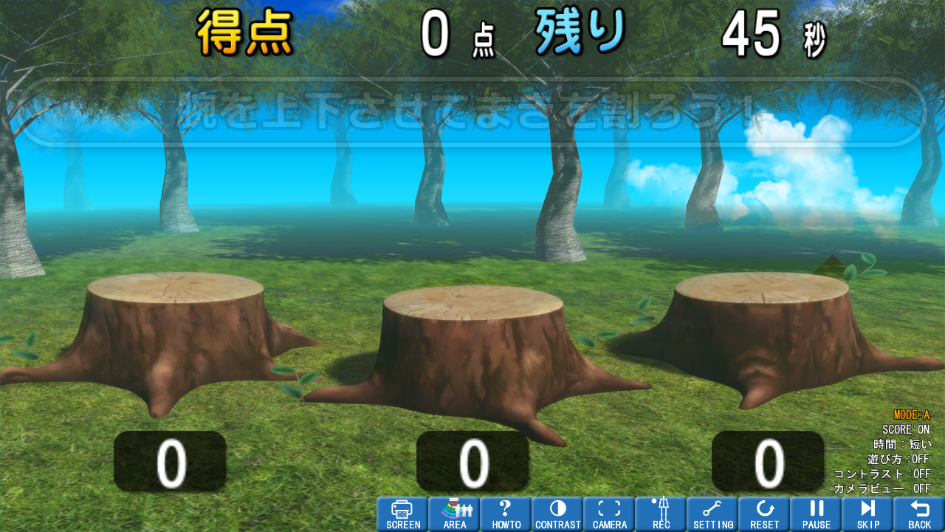 得点 0 点 残り 45 秒
腕を上下させてまきを割ろう！
0 0 0
MODE:A
SCORE:ON
時間：短い
遊び方：OFF
コントラスト：OFF
カメラビュー：OFF
SCREEN AREA HOWTO CONTRAST CAMERA REC SETTING RESET PAUSE SKIP BACK